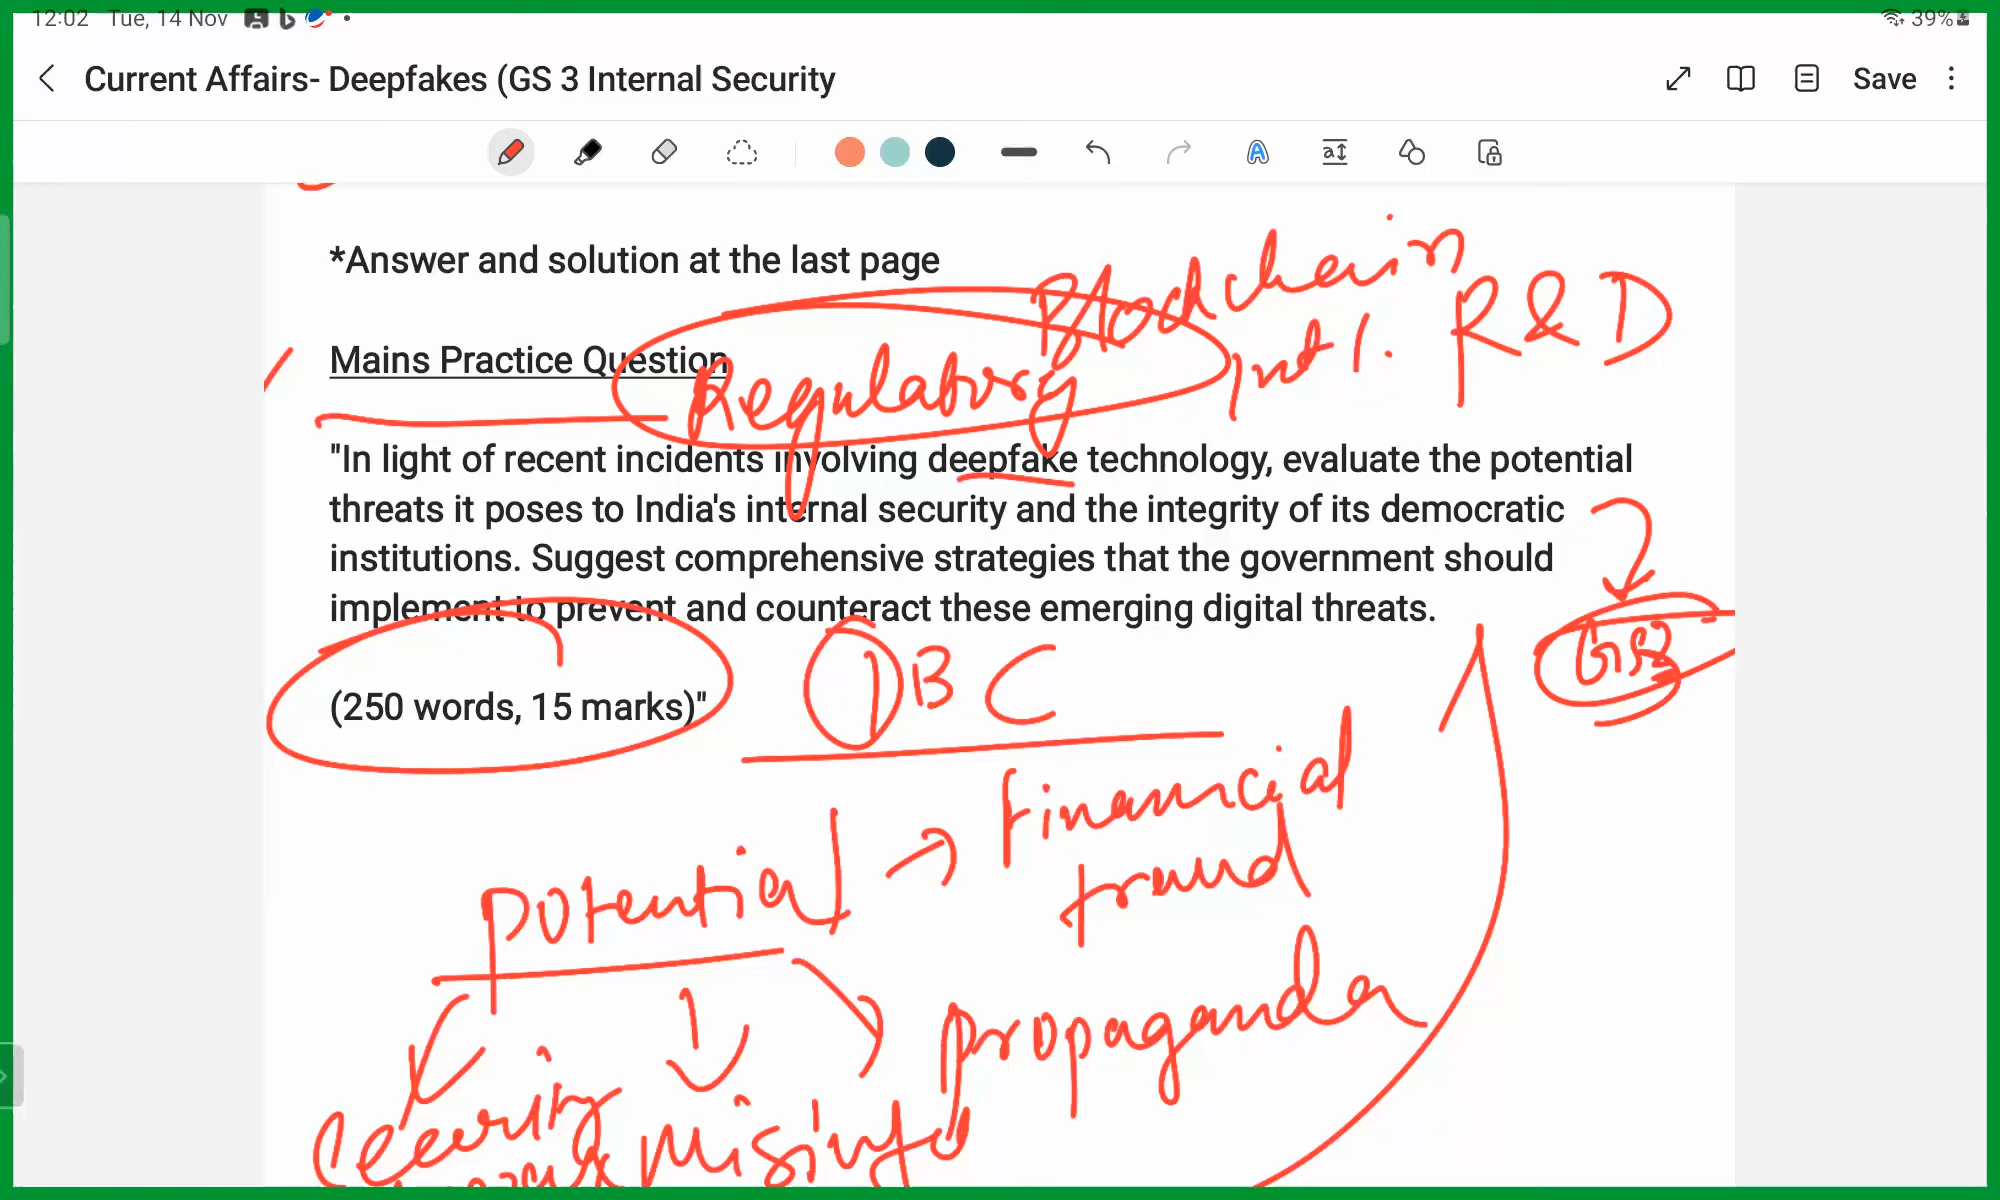 12:02 Tue, 14 Nov
39%
Current Affairs- Deepfakes (GS 3 Internal Security
Save
*Answer and solution at the last page
Blockchain
Mains Practice Question
Regulatory
Intl. R & D
"In light of recent incidents involving deepfake technology, evaluate the potential
threats it poses to India's internal security and the integrity of its democratic
institutions. Suggest comprehensive strategies that the government should
implement to prevent and counteract these emerging digital threats.
GS3
(250 words, 15 marks)"
IBC
Potential → Financial
fraud
Propaganda
Security
Misinfo